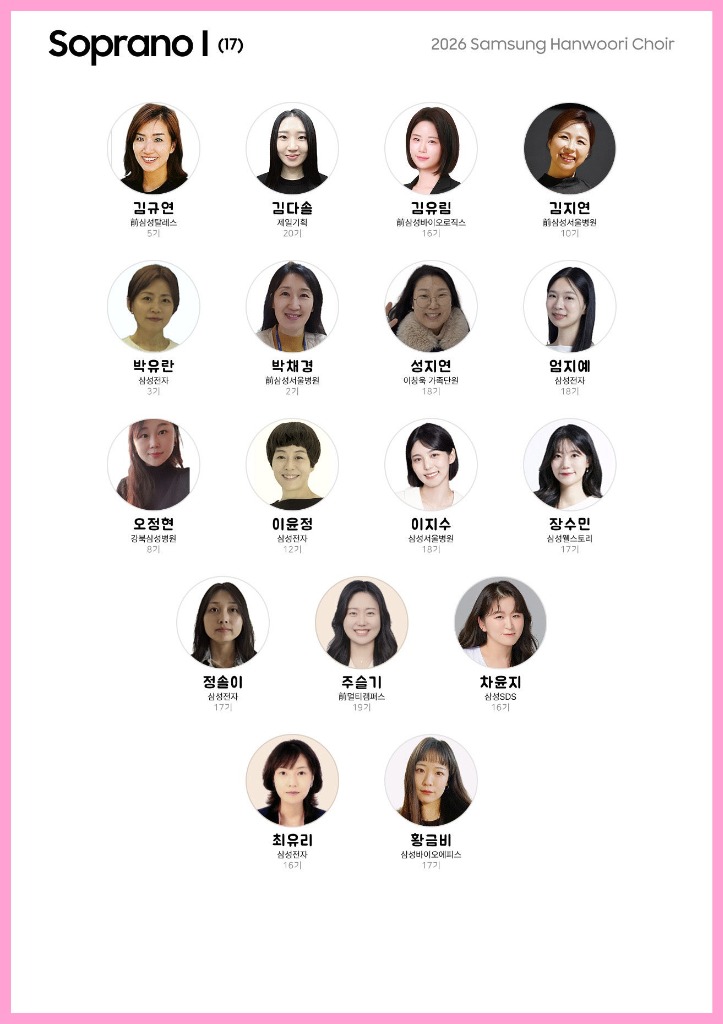 Soprano I (17)
2026 Samsung Hanwoori Choir
김규연
前삼성탈레스
5기
김다솔
제일기획
20기
김유림
前삼성바이오로직스
16기
김지연
前삼성서울병원
10기
박유란
삼성전자
3기
박채경
前삼성서울병원
2기
성지연
이창욱 가족단원
18기
엄지예
삼성전자
18기
오정현
강북삼성병원
8기
이윤정
삼성전자
12기
이지수
삼성서울병원
18기
장수민
삼성웰스토리
17기
정솔이
삼성전자
17기
주슬기
前멀티캠퍼스
19기
차윤지
삼성SDS
16기
최유리
삼성전자
16기
황금비
삼성바이오에피스
17기